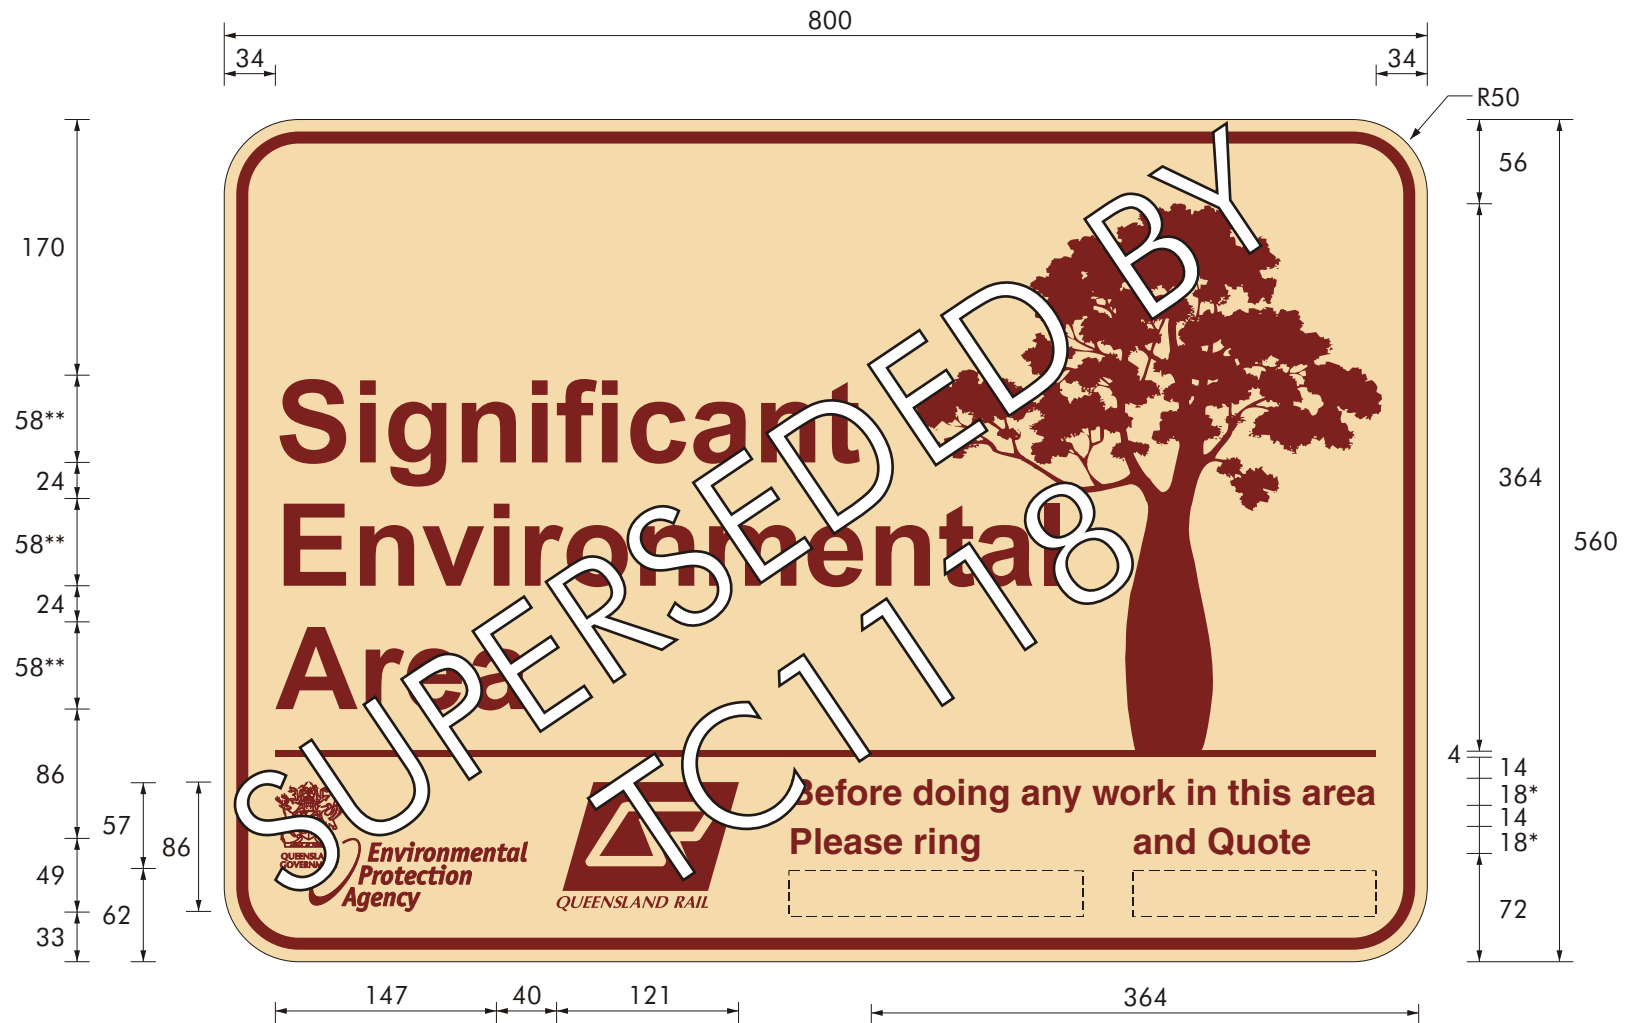 800
34
34
R50
170
58**
24
58**
24
58**
86
49
33
57
62
86
56
364
560
4
14
18*
14
18*
72
Significant
Environmental
Area
SUPERSEDED BY
TC1118
QUEENSLAND
GOVERNMENT
Environmental
Protection
Agency
QUEENSLAND RAIL
Before doing any work in this area
Please ring and Quote
147
40
121
364